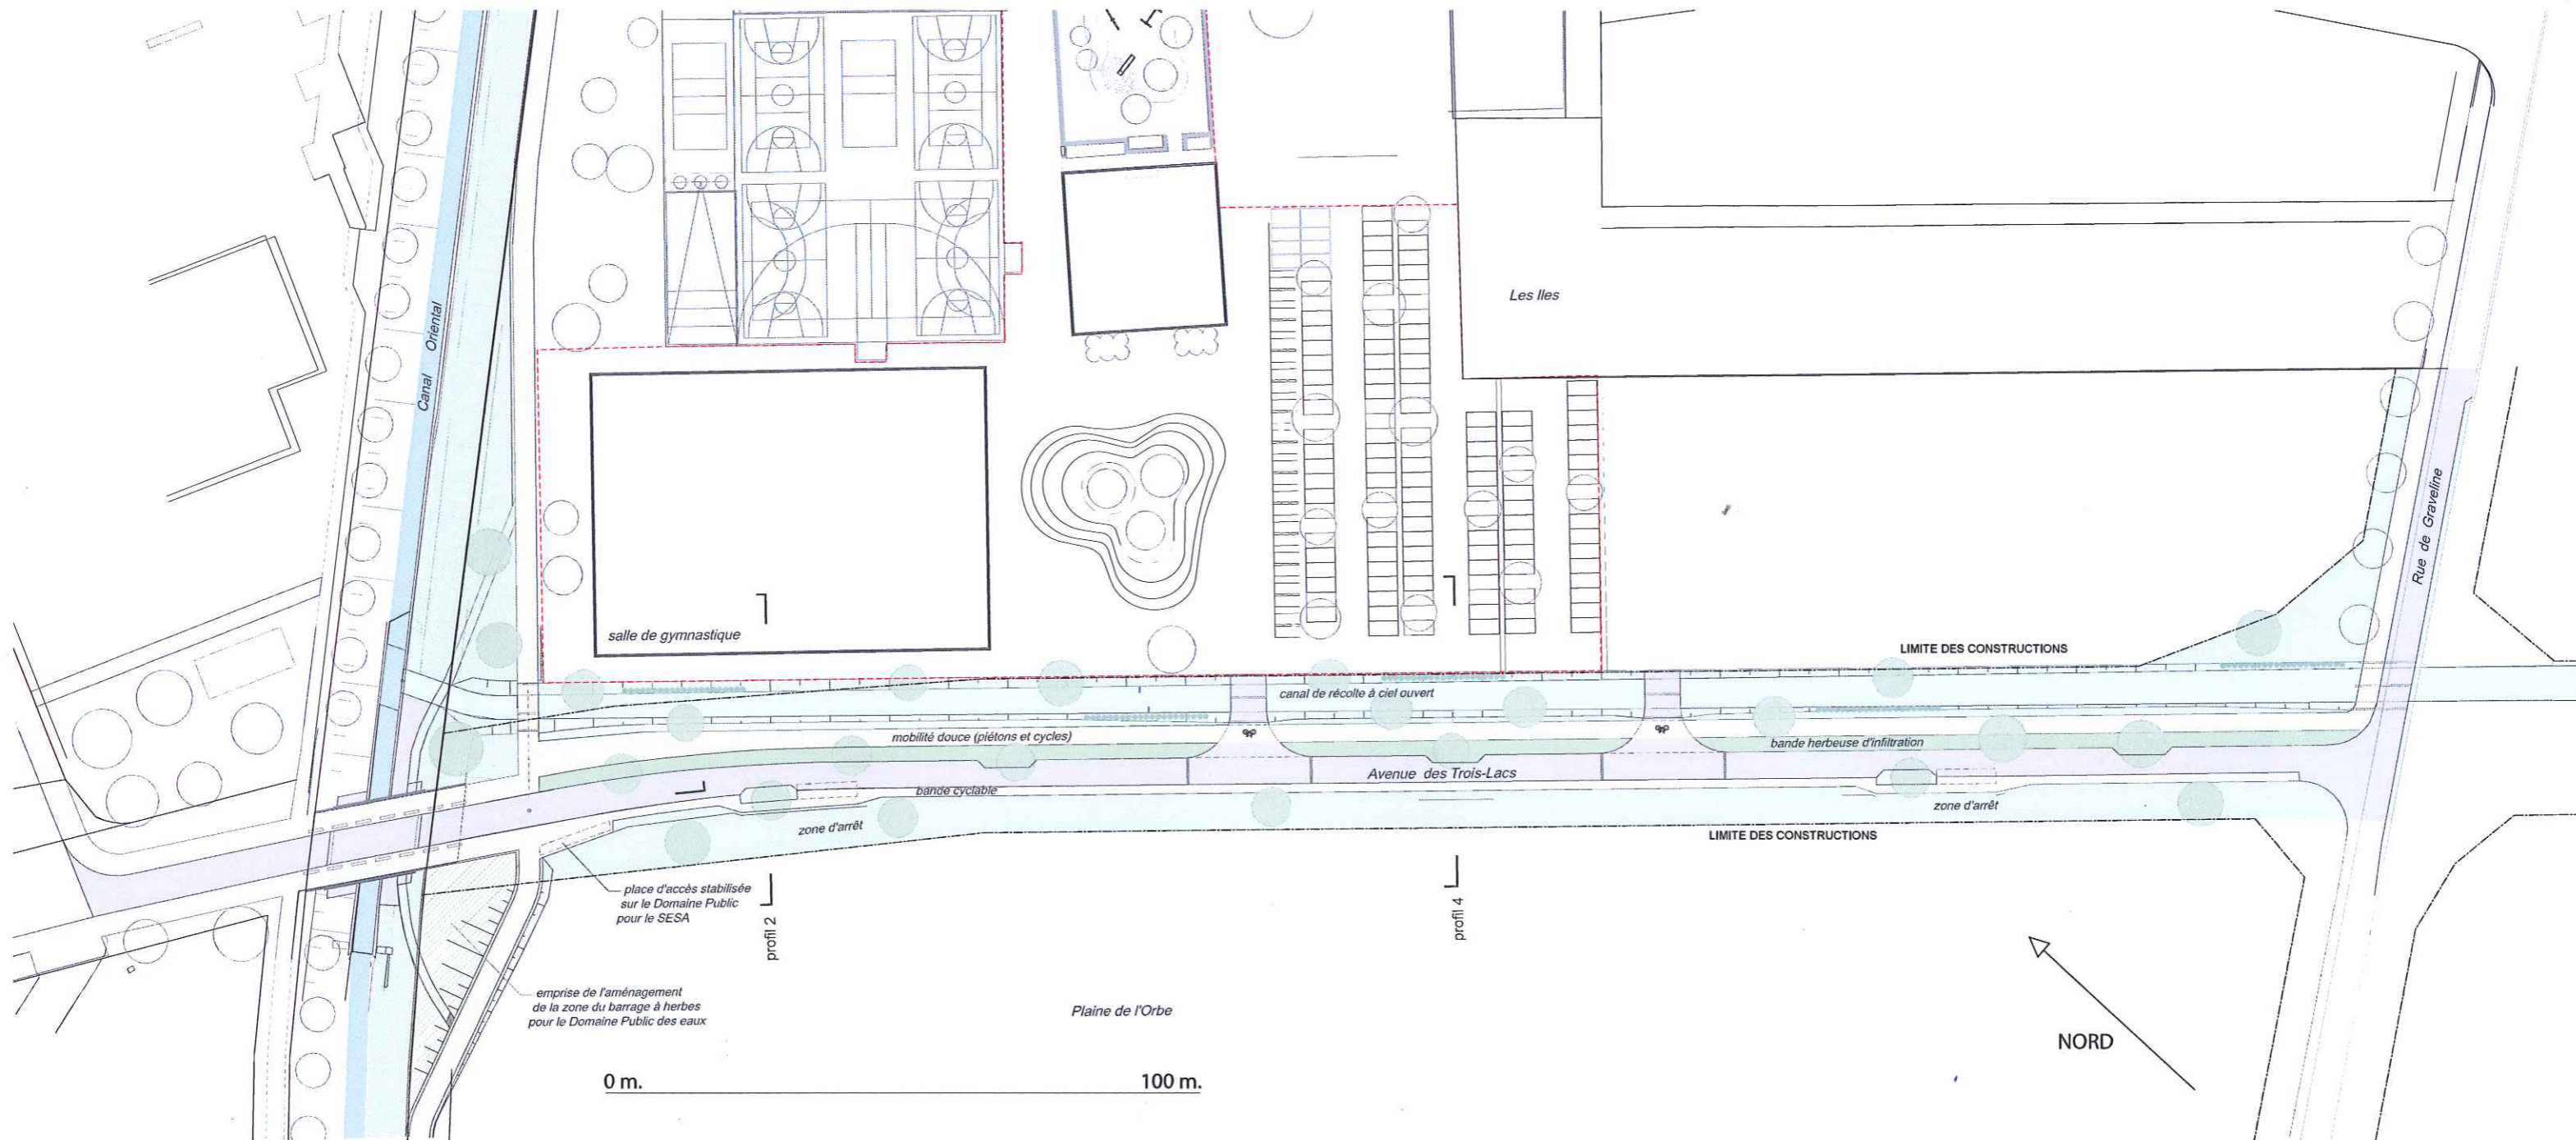 Canal Oriental
Les Iles
Rue de Graveline
salle de gymnastique
LIMITE DES CONSTRUCTIONS
canal de récolte à ciel ouvert
mobilité douce (piétons et cycles)
bande herbeuse d'infiltration
Avenue des Trois-Lacs
bande cyclable
zone d'arrêt
zone d'arrêt
LIMITE DES CONSTRUCTIONS
place d'accès stabilisée
sur le Domaine Public
pour le SESA
profil 2
profil 4
emprise de l'aménagement
de la zone du barrage à herbes
pour le Domaine Public des eaux
Plaine de l'Orbe
NORD
0 m.
100 m.